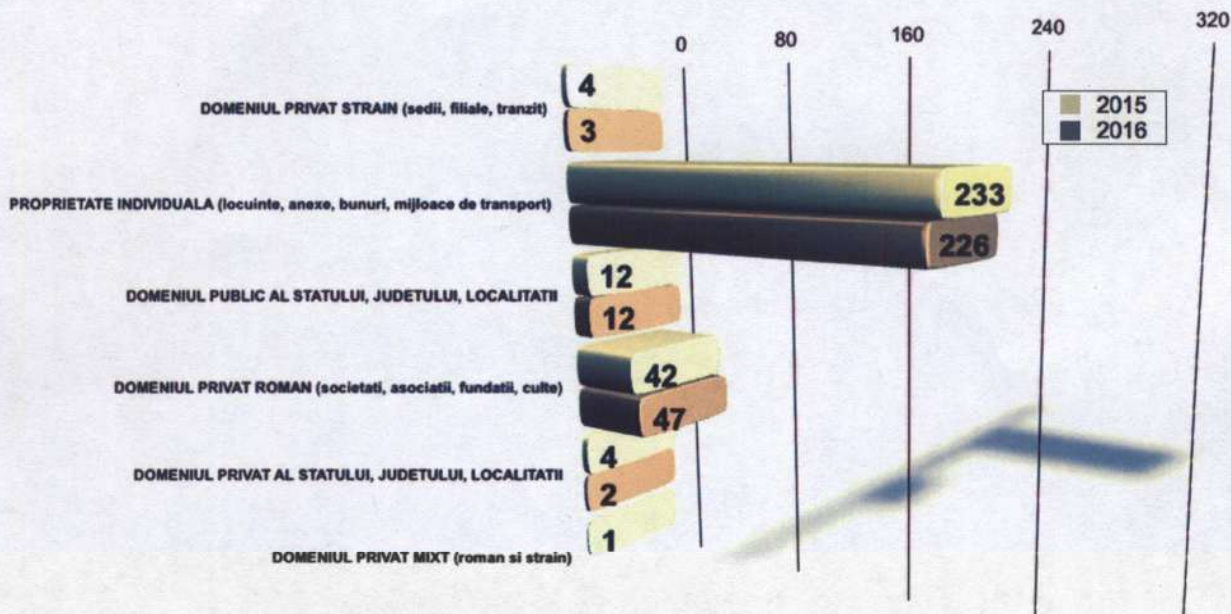 0 80 160 240 320
2015
2016
DOMENIUL PRIVAT STRAIN (sedii, filiale, tranzit)
4
3
PROPRIETATE INDIVIDUALA (locuinte, anexe, bunuri, mijloace de transport)
233
226
DOMENIUL PUBLIC AL STATULUI, JUDETULUI, LOCALITATII
12
12
DOMENIUL PRIVAT ROMAN (societati, asociatii, fundatii, culte)
42
47
DOMENIUL PRIVAT AL STATULUI, JUDETULUI, LOCALITATII
4
2
DOMENIUL PRIVAT MIXT (roman si strain)
1